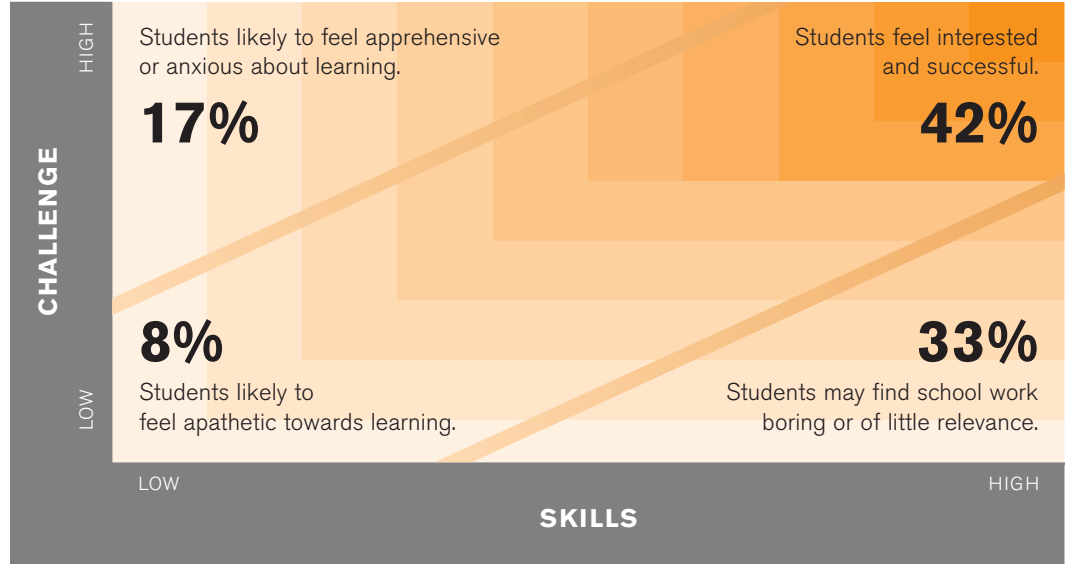 CHALLENGE
HIGH
LOW
Students likely to feel apprehensive
or anxious about learning.
17%
Students feel interested
and successful.
42%
8%
Students likely to
feel apathetic towards learning.
33%
Students may find school work
boring or of little relevance.
LOW
HIGH
SKILLS